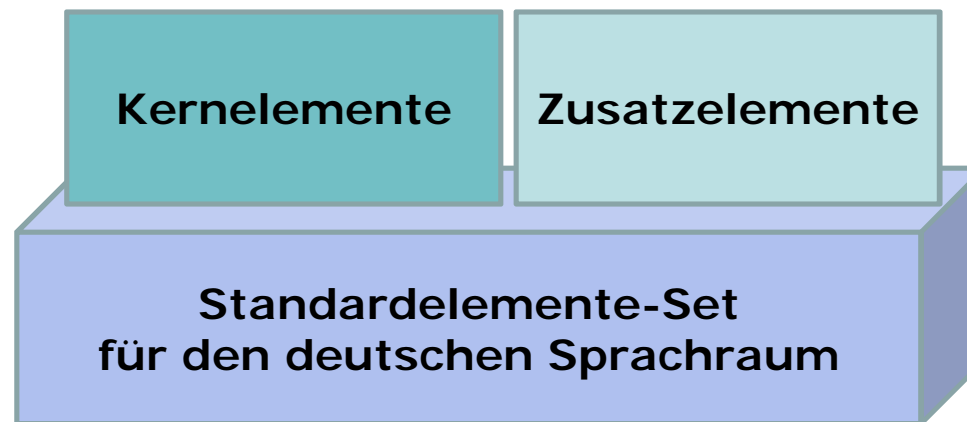 Kernelemente
Zusatzelemente
Standardelemente-Set
für den deutschen Sprachraum